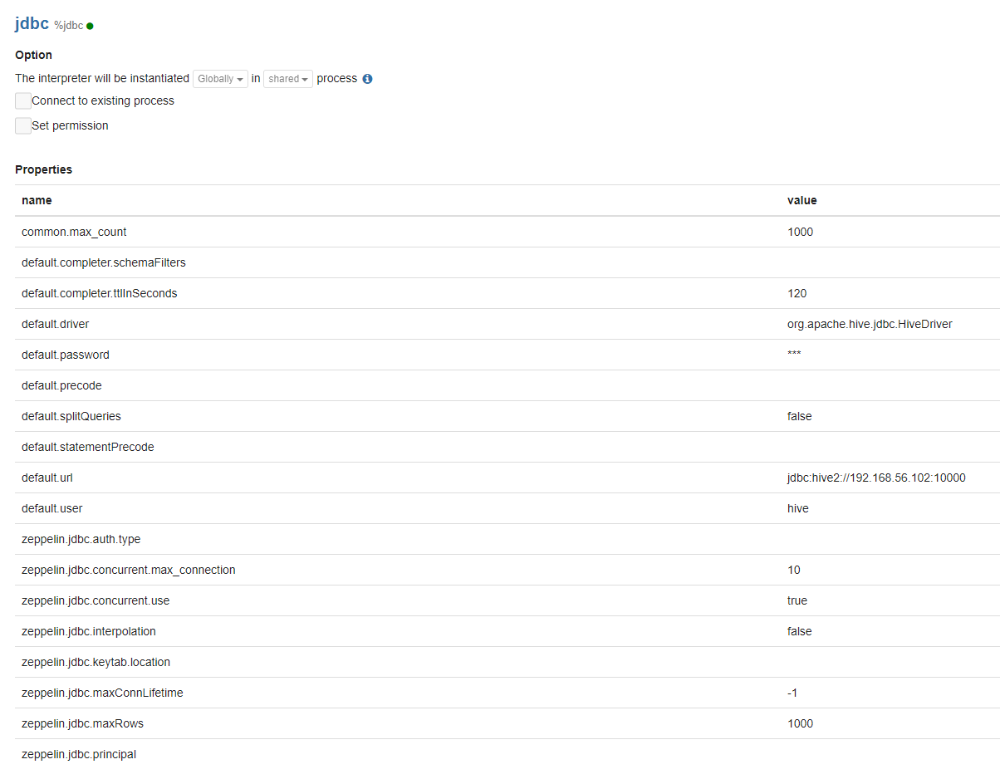 jdbc %jdbc
Option
The interpreter will be instantiated Globally in shared process
Connect to existing process
Set permission
Properties
name value
common.max_count 1000
default.completer.schemaFilters
default.completer.ttlInSeconds 120
default.driver org.apache.hive.jdbc.HiveDriver
default.password ***
default.precode
default.splitQueries false
default.statementPrecode
default.url jdbc:hive2://192.168.56.102:10000
default.user hive
zeppelin.jdbc.auth.type
zeppelin.jdbc.concurrent.max_connection 10
zeppelin.jdbc.concurrent.use true
zeppelin.jdbc.interpolation false
zeppelin.jdbc.keytab.location
zeppelin.jdbc.maxConnLifetime -1
zeppelin.jdbc.maxRows 1000
zeppelin.jdbc.principal